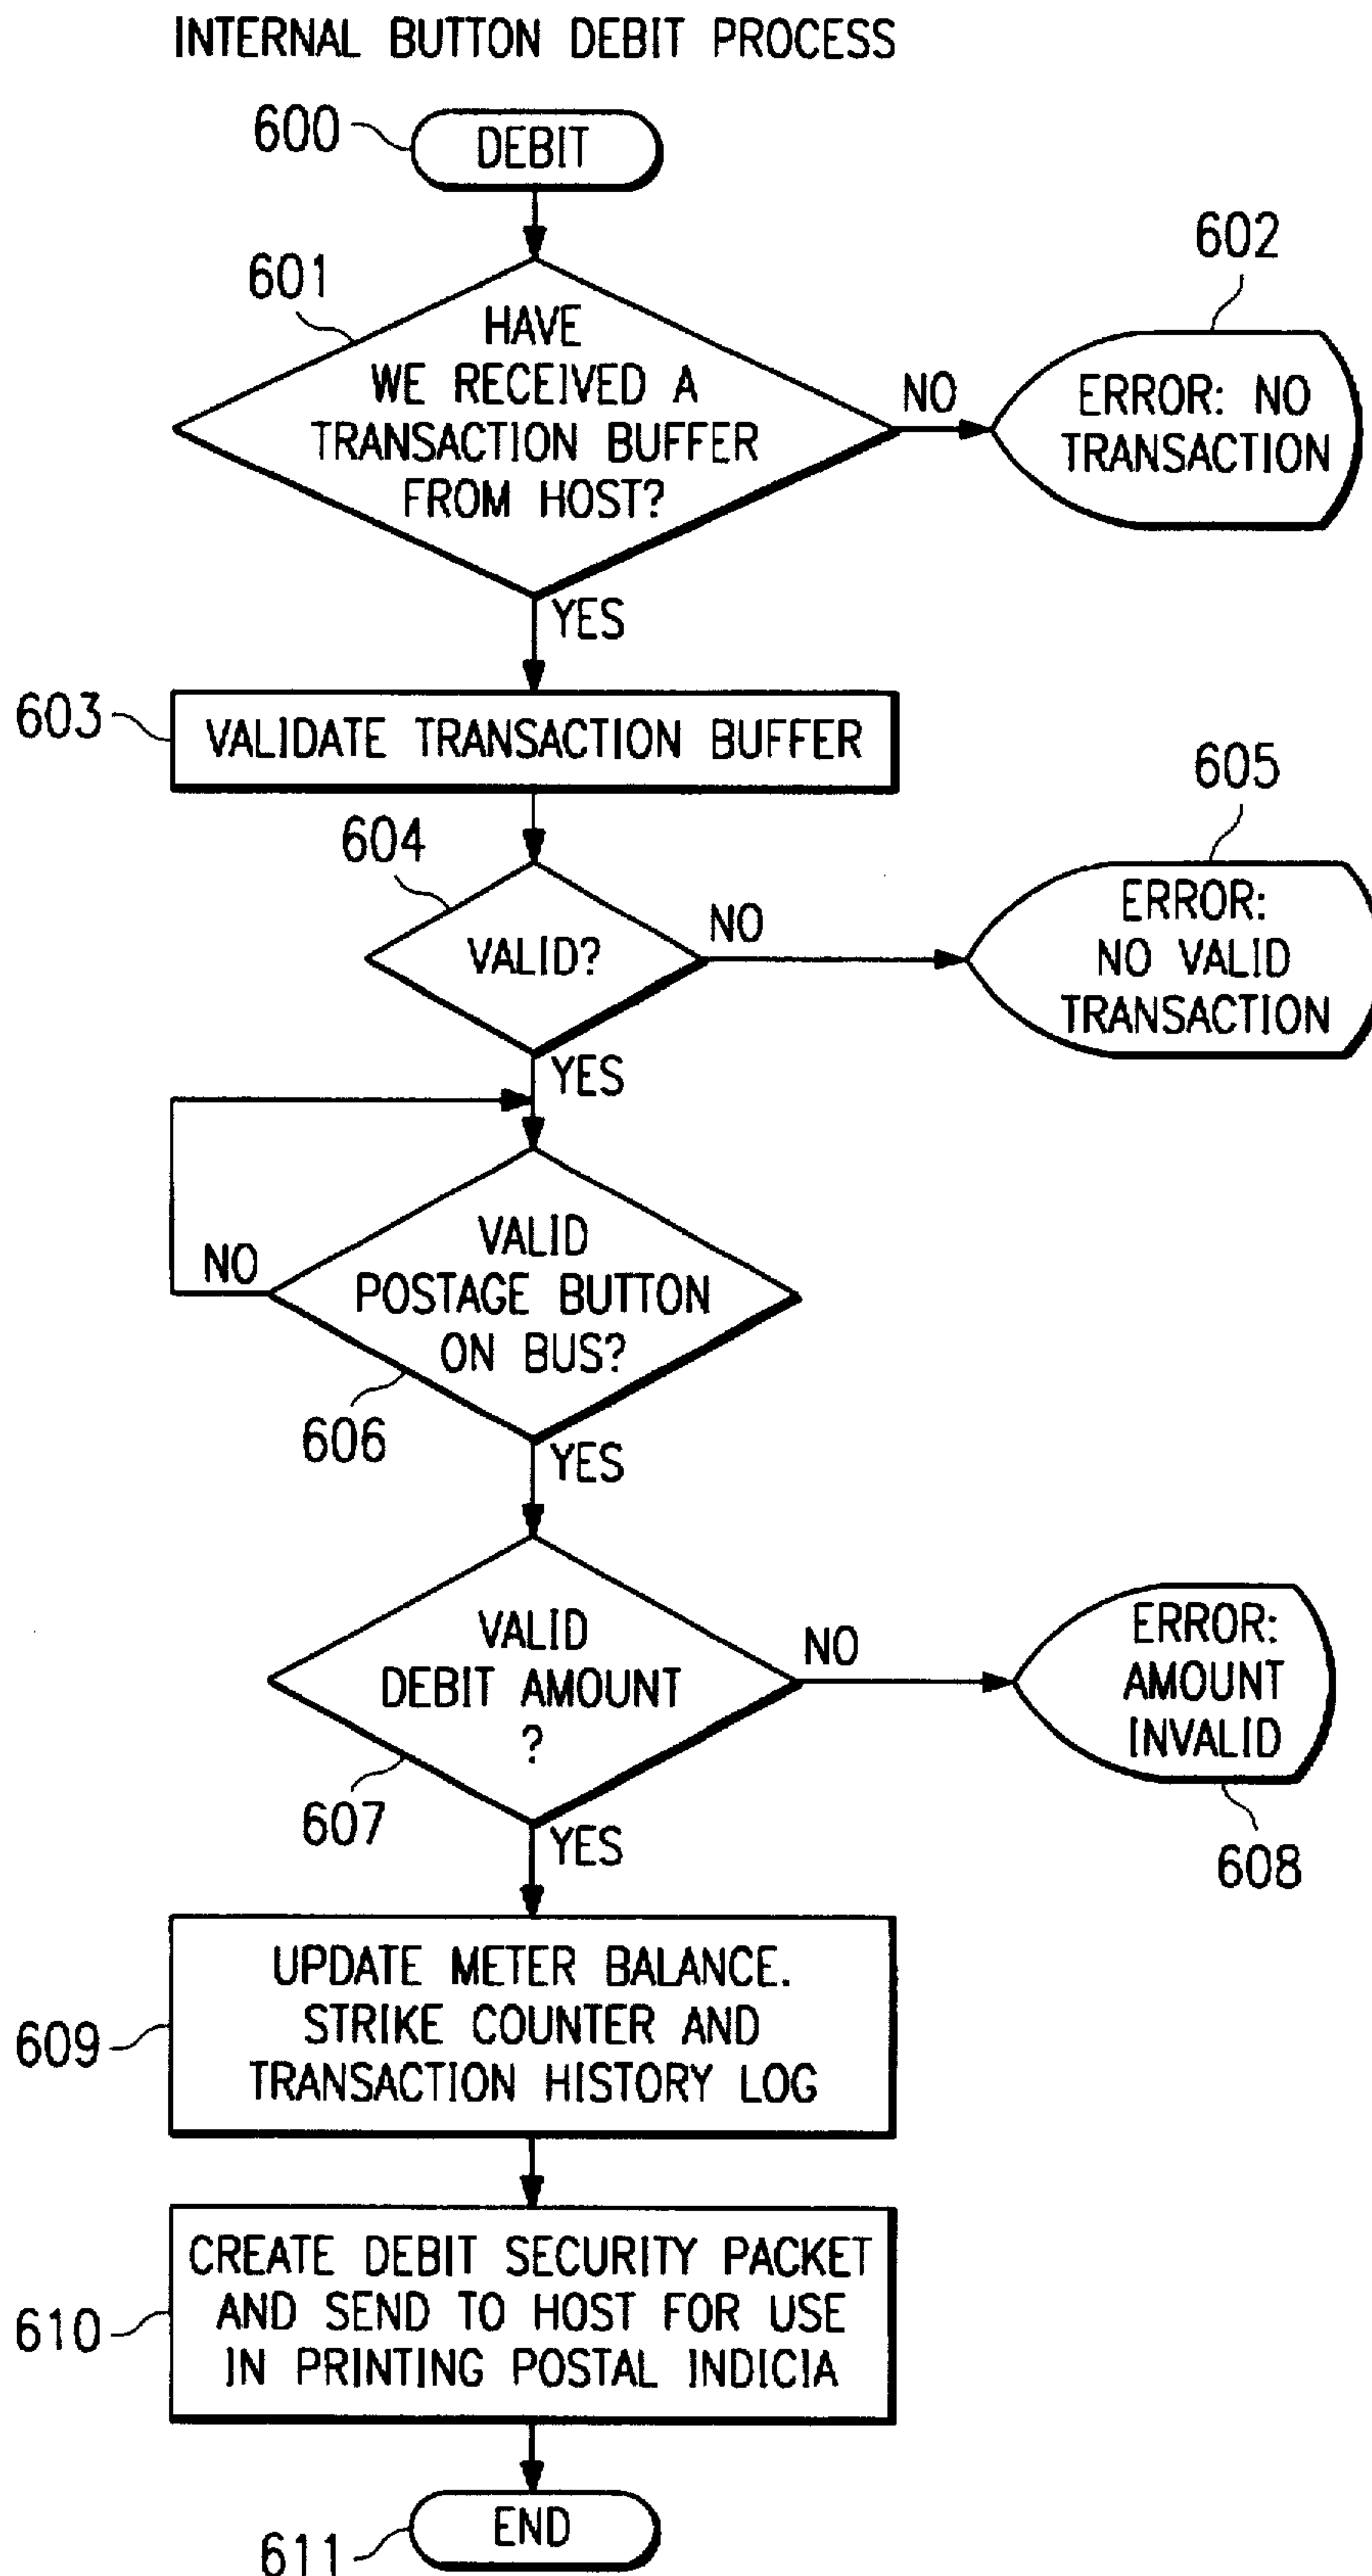 INTERNAL BUTTON DEBIT PROCESS
600
DEBIT
601
HAVE
WE RECEIVED A
TRANSACTION BUFFER
FROM HOST?
NO
602
ERROR: NO
TRANSACTION
YES
603
VALIDATE TRANSACTION BUFFER
604
VALID?
NO
605
ERROR:
NO VALID
TRANSACTION
YES
NO
VALID
POSTAGE BUTTON
ON BUS?
606
YES
VALID
DEBIT AMOUNT
?
607
NO
ERROR:
AMOUNT
INVALID
608
YES
609
UPDATE METER BALANCE.
STRIKE COUNTER AND
TRANSACTION HISTORY LOG
610
CREATE DEBIT SECURITY PACKET
AND SEND TO HOST FOR USE
IN PRINTING POSTAL INDICIA
611
END